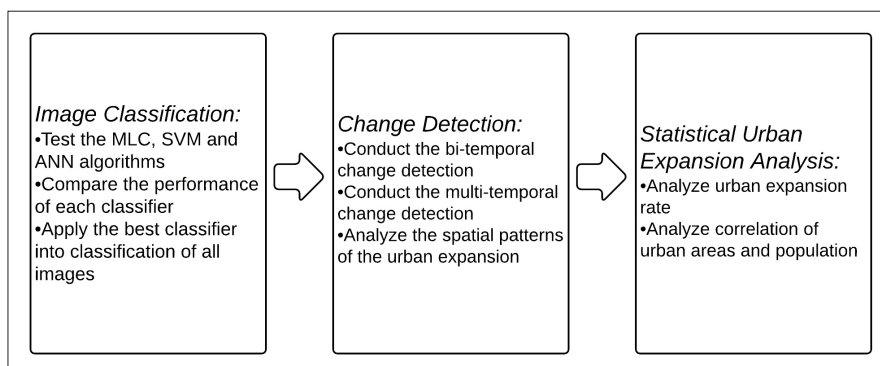 Image Classification:
•Test the MLC, SVM and
ANN algorithms
•Compare the performance
of each classifier
•Apply the best classifier
into classification of all
images
Change Detection:
•Conduct the bi-temporal
change detection
•Conduct the multi-temporal
change detection
•Analyze the spatial patterns
of the urban expansion
Statistical Urban
Expansion Analysis:
•Analyze urban expansion
rate
•Analyze correlation of
urban areas and population